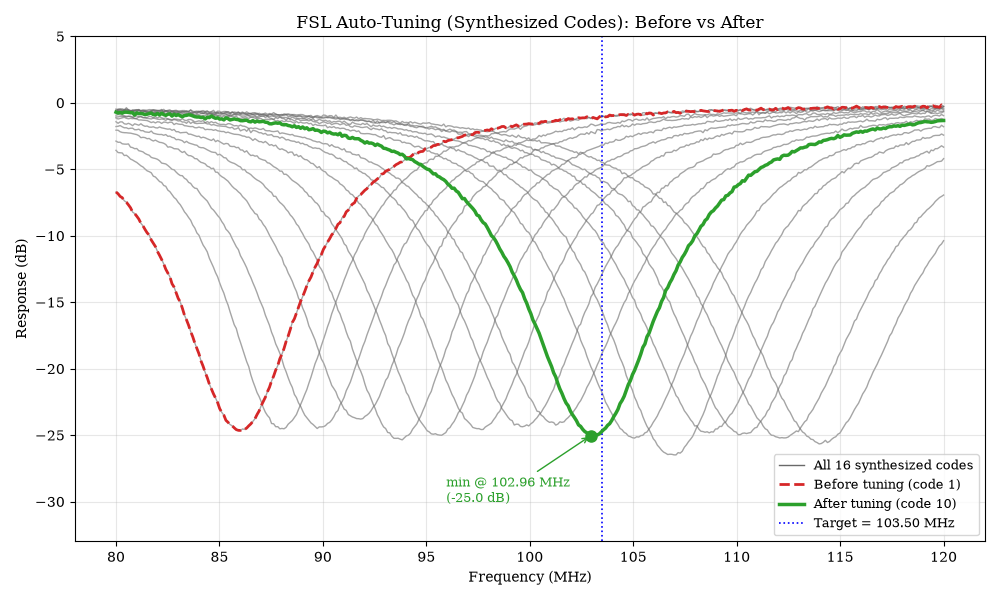 FSL Auto-Tuning (Synthesized Codes): Before vs After
Response (dB)
5
0
−5
−10
−15
−20
−25
−30
min @ 102.96 MHz
(-25.0 dB)
All 16 synthesized codes
Before tuning (code 1)
After tuning (code 10)
Target = 103.50 MHz
80
85
90
95
100
105
110
115
120
Frequency (MHz)